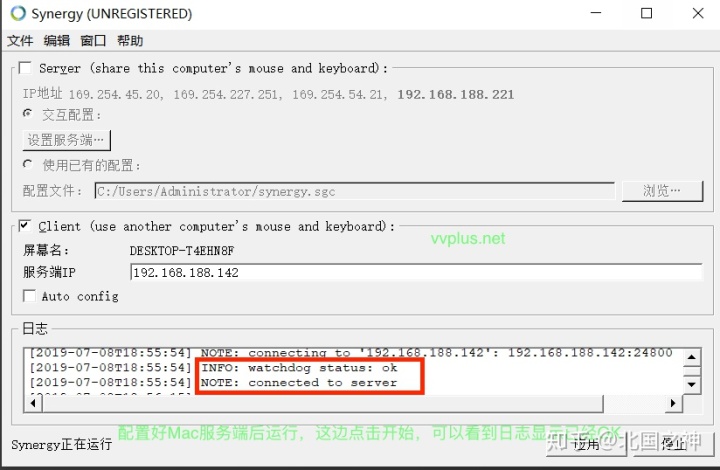 Synergy (UNREGISTERED)
文件 编辑 窗口 帮助
Server (share this computer's mouse and keyboard):
IP地址 169.254.45.20, 169.254.227.251, 169.254.54.21, 192.168.188.221
交互配置:
设置服务端...
使用已有的配置:
配置文件: C:/Users/Administrator/synergy.sgc 浏览...
Client (use another computer's mouse and keyboard):
vvplus.net
屏幕名: DESKTOP-T4EHN8F
服务端IP 192.168.188.142
Auto config
日志
[2019-07-08T18:55:54] NOTE: connecting to '192.168.188.142': 192.168.188.142:24800
[2019-07-08T18:55:54] INFO: watchdog status: ok
[2019-07-08T18:55:54] NOTE: connected to server
配置好Mac服务端后运行，这边点击开始，可以看到日志显示已经OK
Synergy正在运行 应用 停止
知乎